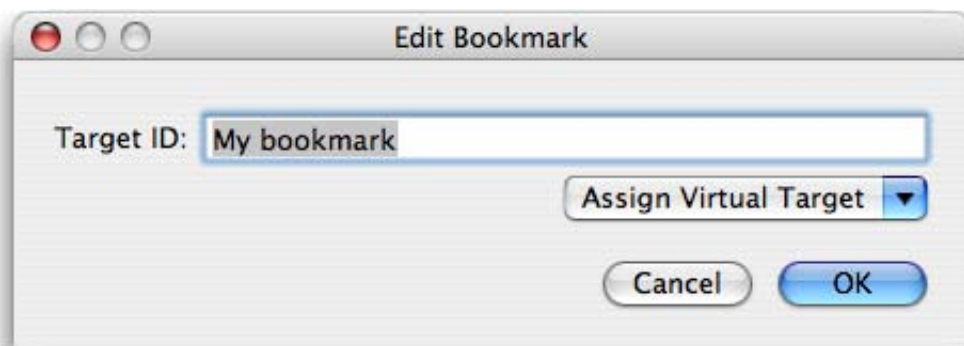 Edit Bookmark
Target ID: My bookmark
Assign Virtual Target
Cancel OK